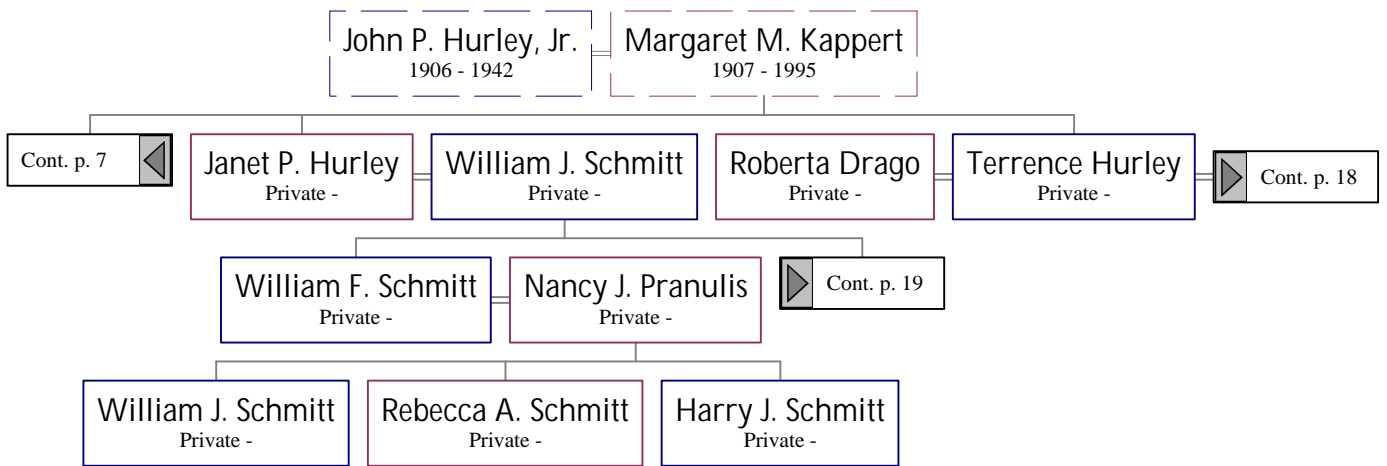 John P. Hurley, Jr.
1906 - 1942
Margaret M. Kappert
1907 - 1995
Cont. p. 7
Janet P. Hurley
Private -
William J. Schmitt
Private -
Roberta Drago
Private -
Terrence Hurley
Private -
Cont. p. 18
William F. Schmitt
Private -
Nancy J. Pranulis
Private -
Cont. p. 19
William J. Schmitt
Private -
Rebecca A. Schmitt
Private -
Harry J. Schmitt
Private -